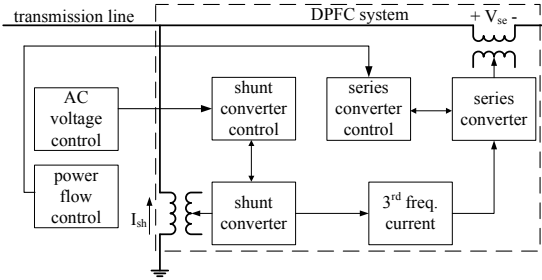 transmission line
DPFC system
+ Vse -
AC
voltage
control
shunt
converter
control
series
converter
control
series
converter
power
flow
control
Ish
shunt
converter
3rd freq.
current